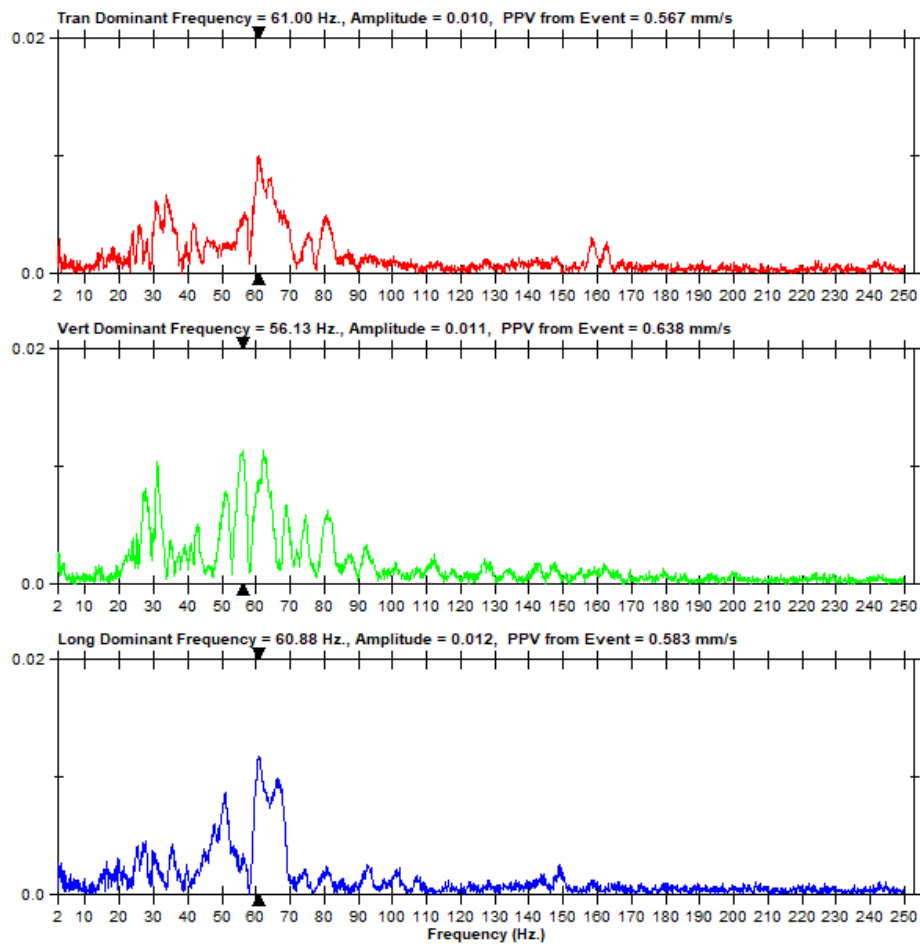 Tran Dominant Frequency = 61.00 Hz., Amplitude = 0.010,  PPV from Event = 0.567 mm/s
0.02
0.0
2 10 20 30 40 50 60 70 80 90 100 110 120 130 140 150 160 170 180 190 200 210 220 230 240 250
Vert Dominant Frequency = 56.13 Hz., Amplitude = 0.011,  PPV from Event = 0.638 mm/s
0.02
0.0
2 10 20 30 40 50 60 70 80 90 100 110 120 130 140 150 160 170 180 190 200 210 220 230 240 250
Long Dominant Frequency = 60.88 Hz., Amplitude = 0.012,  PPV from Event = 0.583 mm/s
0.02
0.0
2 10 20 30 40 50 60 70 80 90 100 110 120 130 140 150 160 170 180 190 200 210 220 230 240 250
Frequency (Hz.)